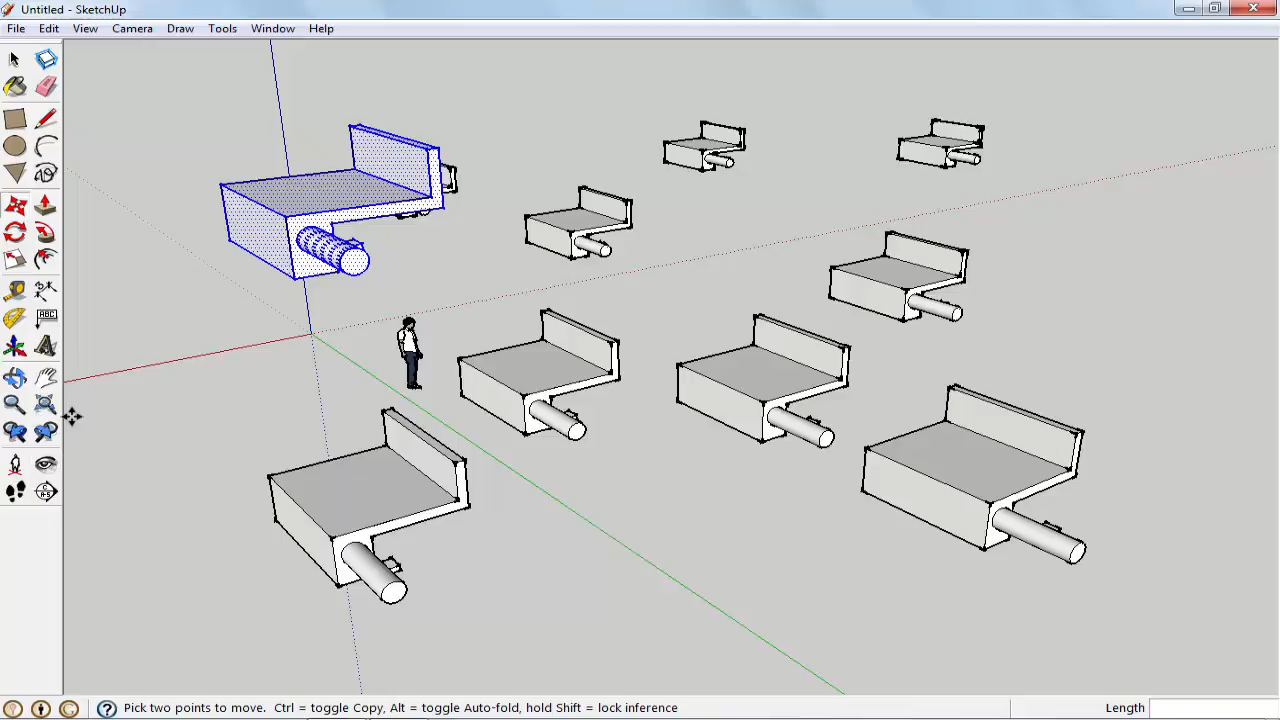 Untitled - SketchUp
File Edit View Camera Draw Tools Window Help
ABC
Pick two points to move. Ctrl = toggle Copy, Alt = toggle Auto-fold, hold Shift = lock inference Length